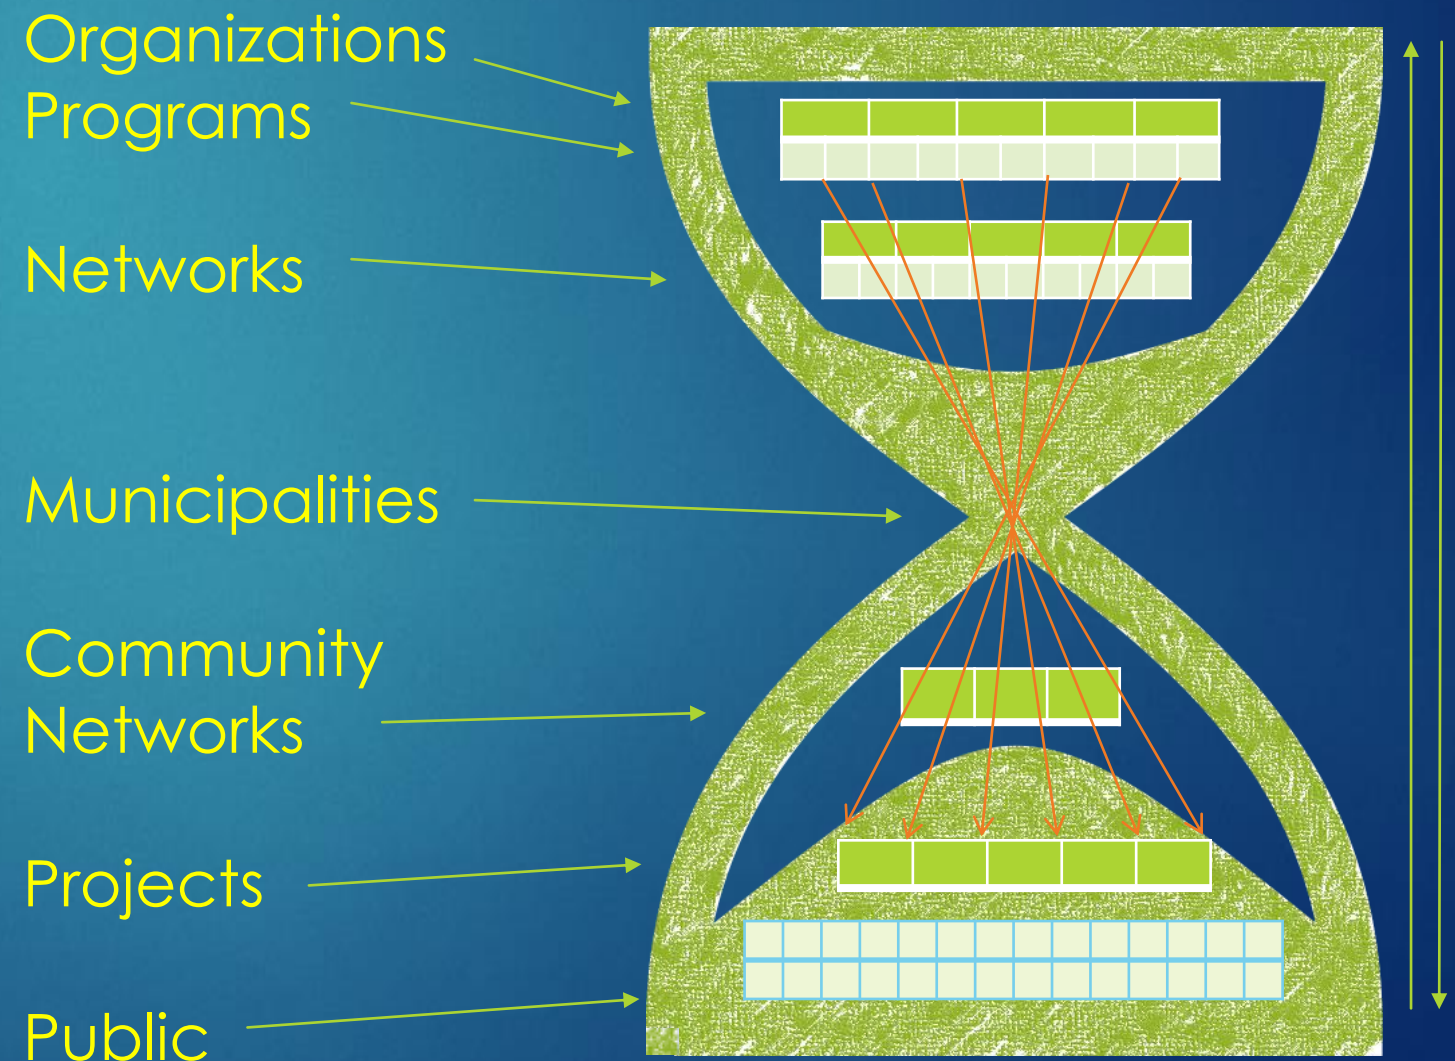 Organizations
Programs
Networks
Municipalities
Community
Networks
Projects
Public